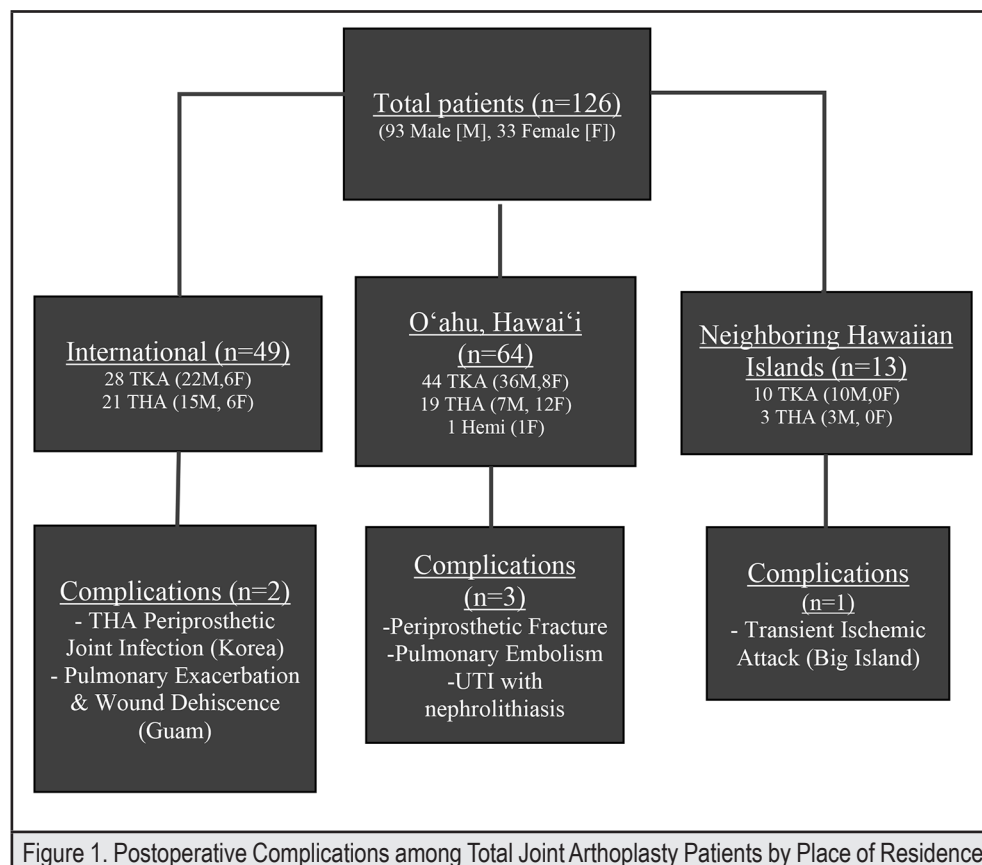 Total patients (n=126)
(93 Male [M], 33 Female [F])
International (n=49)
28 TKA (22M,6F)
21 THA (15M, 6F)
Oʻahu, Hawaiʻi
(n=64)
44 TKA (36M,8F)
19 THA (7M, 12F)
1 Hemi (1F)
Neighboring Hawaiian
Islands (n=13)
10 TKA (10M,0F)
3 THA (3M, 0F)
Complications (n=2)
- THA Periprosthetic
Joint Infection (Korea)
- Pulmonary Exacerbation
& Wound Dehiscence
(Guam)
Complications
(n=3)
-Periprosthetic Fracture
-Pulmonary Embolism
-UTI with
nephrolithiasis
Complications
(n=1)
- Transient Ischemic
Attack (Big Island)
Figure 1. Postoperative Complications among Total Joint Arthoplasty Patients by Place of Residence